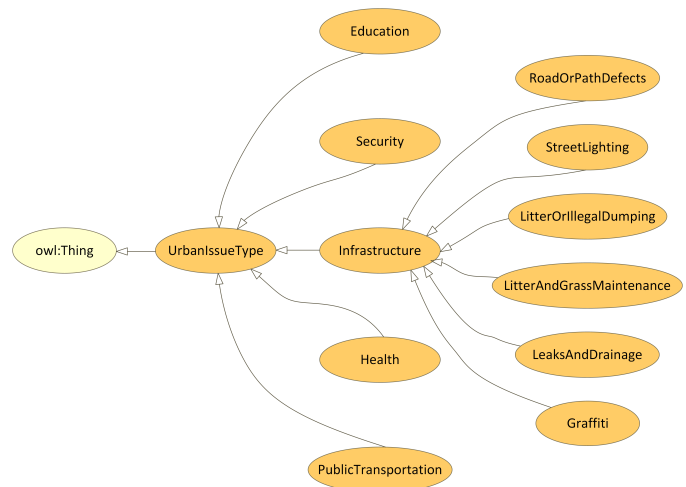 Education
RoadOrPathDefects
Security
StreetLighting
LitterOrIllegalDumping
owl:Thing
UrbanIssueType
Infrastructure
LitterAndGrassMaintenance
Health
LeaksAndDrainage
Graffiti
PublicTransportation